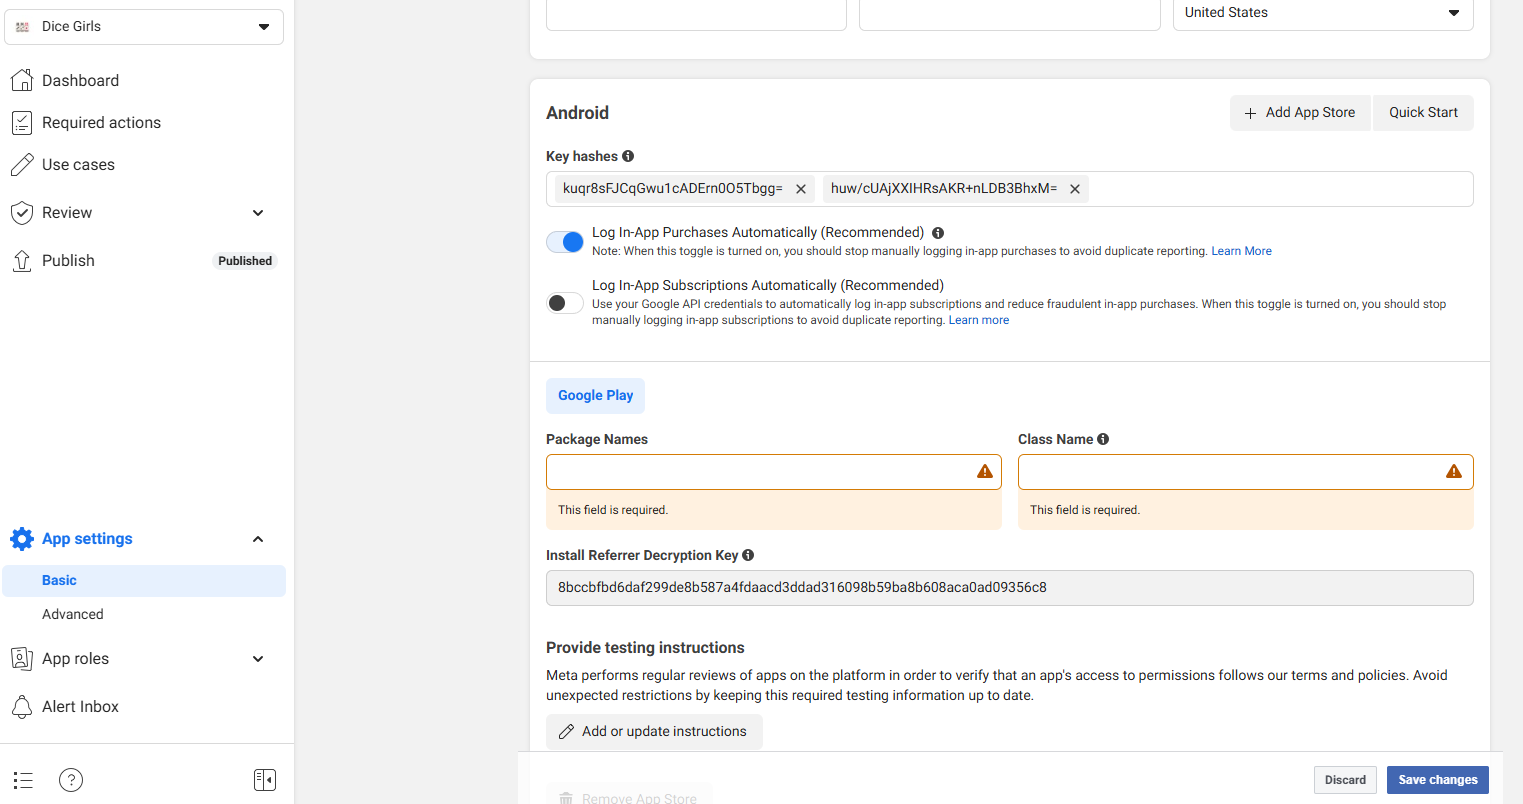 Dice Girls
Dashboard
Required actions
Use cases
Review
Publish
Published
App settings
Basic
Advanced
App roles
Alert Inbox
United States
Android
Add App Store
Quick Start
Key hashes
kuqr8sFJCqGwu1cADErn0O5Tbgg=
huw/cUAjXXIHRsAKR+nLDB3BhxM=
Log In-App Purchases Automatically (Recommended)
Note: When this toggle is turned on, you should stop manually logging in-app purchases to avoid duplicate reporting. Learn More
Log In-App Subscriptions Automatically (Recommended)
Use your Google API credentials to automatically log in-app subscriptions and reduce fraudulent in-app purchases. When this toggle is turned on, you should stop
manually logging in-app subscriptions to avoid duplicate reporting. Learn more
Google Play
Package Names
Class Name
This field is required.
This field is required.
Install Referrer Decryption Key
8bccbfbd6daf299de8b587a4fdaacd3ddad316098b59ba8b608aca0ad09356c8
Provide testing instructions
Meta performs regular reviews of apps on the platform in order to verify that an app's access to permissions follows our terms and policies. Avoid
unexpected restrictions by keeping this required testing information up to date.
Add or update instructions
Remove App Store
Discard
Save changes